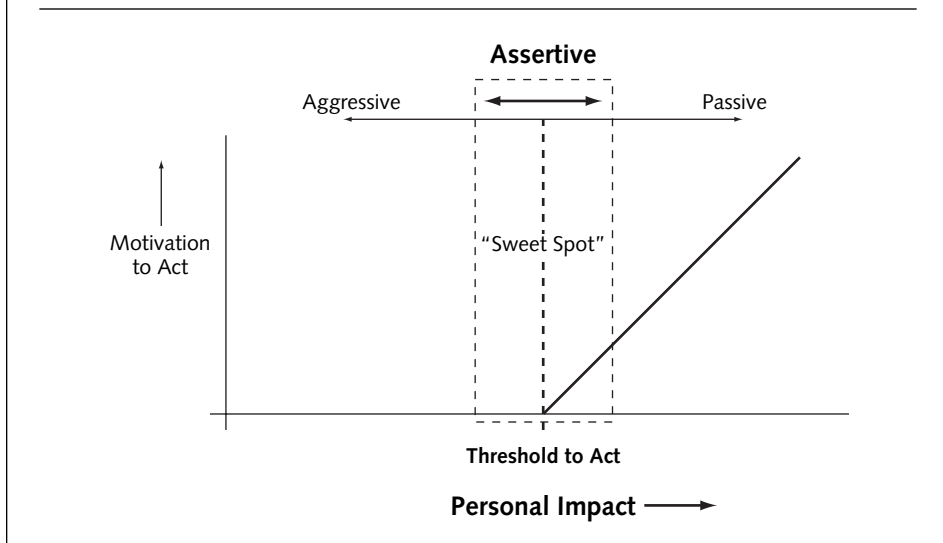 Assertive
Aggressive
Passive
Motivation
to Act
“Sweet Spot”
Threshold to Act
Personal Impact